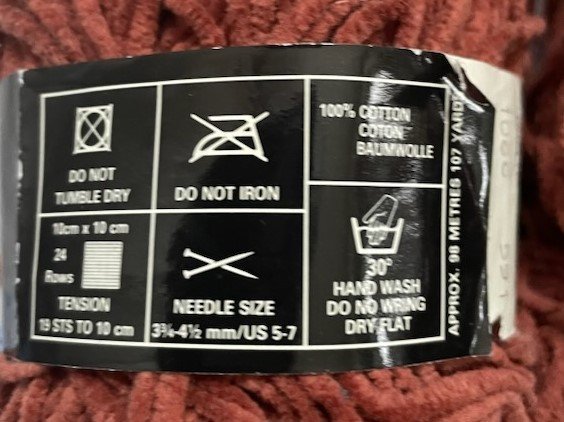 DO NOT
TUMBLE DRY
DO NOT IRON
100% COTTON
COTON
BAUMWOLLE
10cm x 10 cm
24
Rows
TENSION
19 STS TO 10 cm
NEEDLE SIZE
3¾-4½ mm/US 5-7
30°
HAND WASH
DO NO WRING
DRY FLAT
APPROX. 98 METRES 107 YARDS